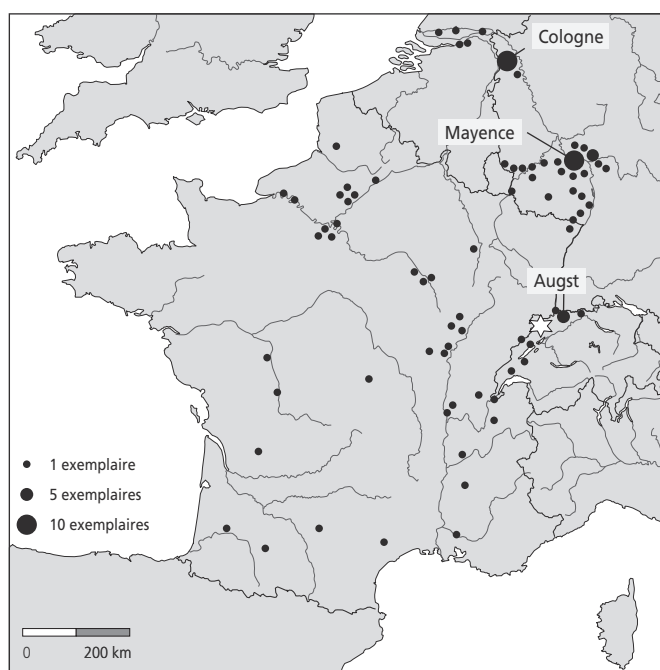 Cologne
Mayence
Augst
1 exemplaire
5 exemplaires
10 exemplaires
0 200 km